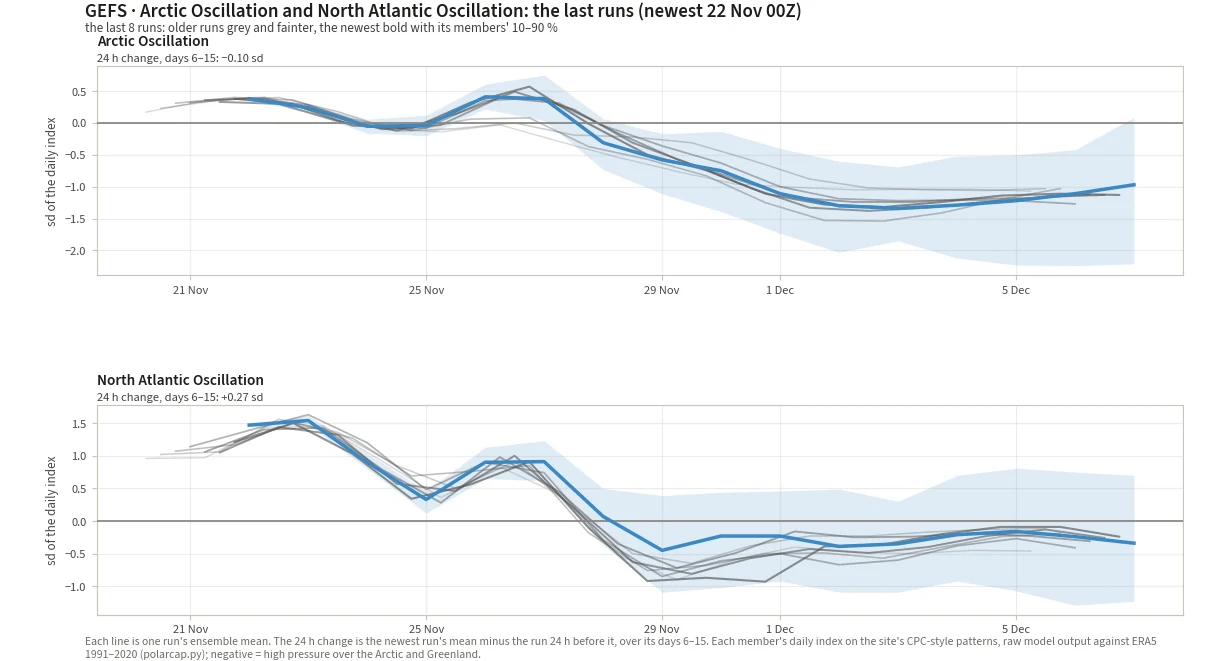 GEFS · Arctic Oscillation and North Atlantic Oscillation: the last runs (newest 22 Nov 00Z)
the last 8 runs: older runs grey and fainter, the newest bold with its members' 10–90 %
Arctic Oscillation
24 h change, days 6–15: −0.10 sd
sd of the daily index
0.5
0.0
−0.5
−1.0
−1.5
−2.0
21 Nov
25 Nov
29 Nov
1 Dec
5 Dec
North Atlantic Oscillation
24 h change, days 6–15: +0.27 sd
sd of the daily index
1.5
1.0
0.5
0.0
−0.5
−1.0
21 Nov
25 Nov
29 Nov
1 Dec
5 Dec
Each line is one run's ensemble mean. The 24 h change is the newest run's mean minus the run 24 h before it, over its days 6–15. Each member's daily index on the site's CPC-style patterns, raw model output against ERA5
1991–2020 (polarcap.py); negative = high pressure over the Arctic and Greenland.